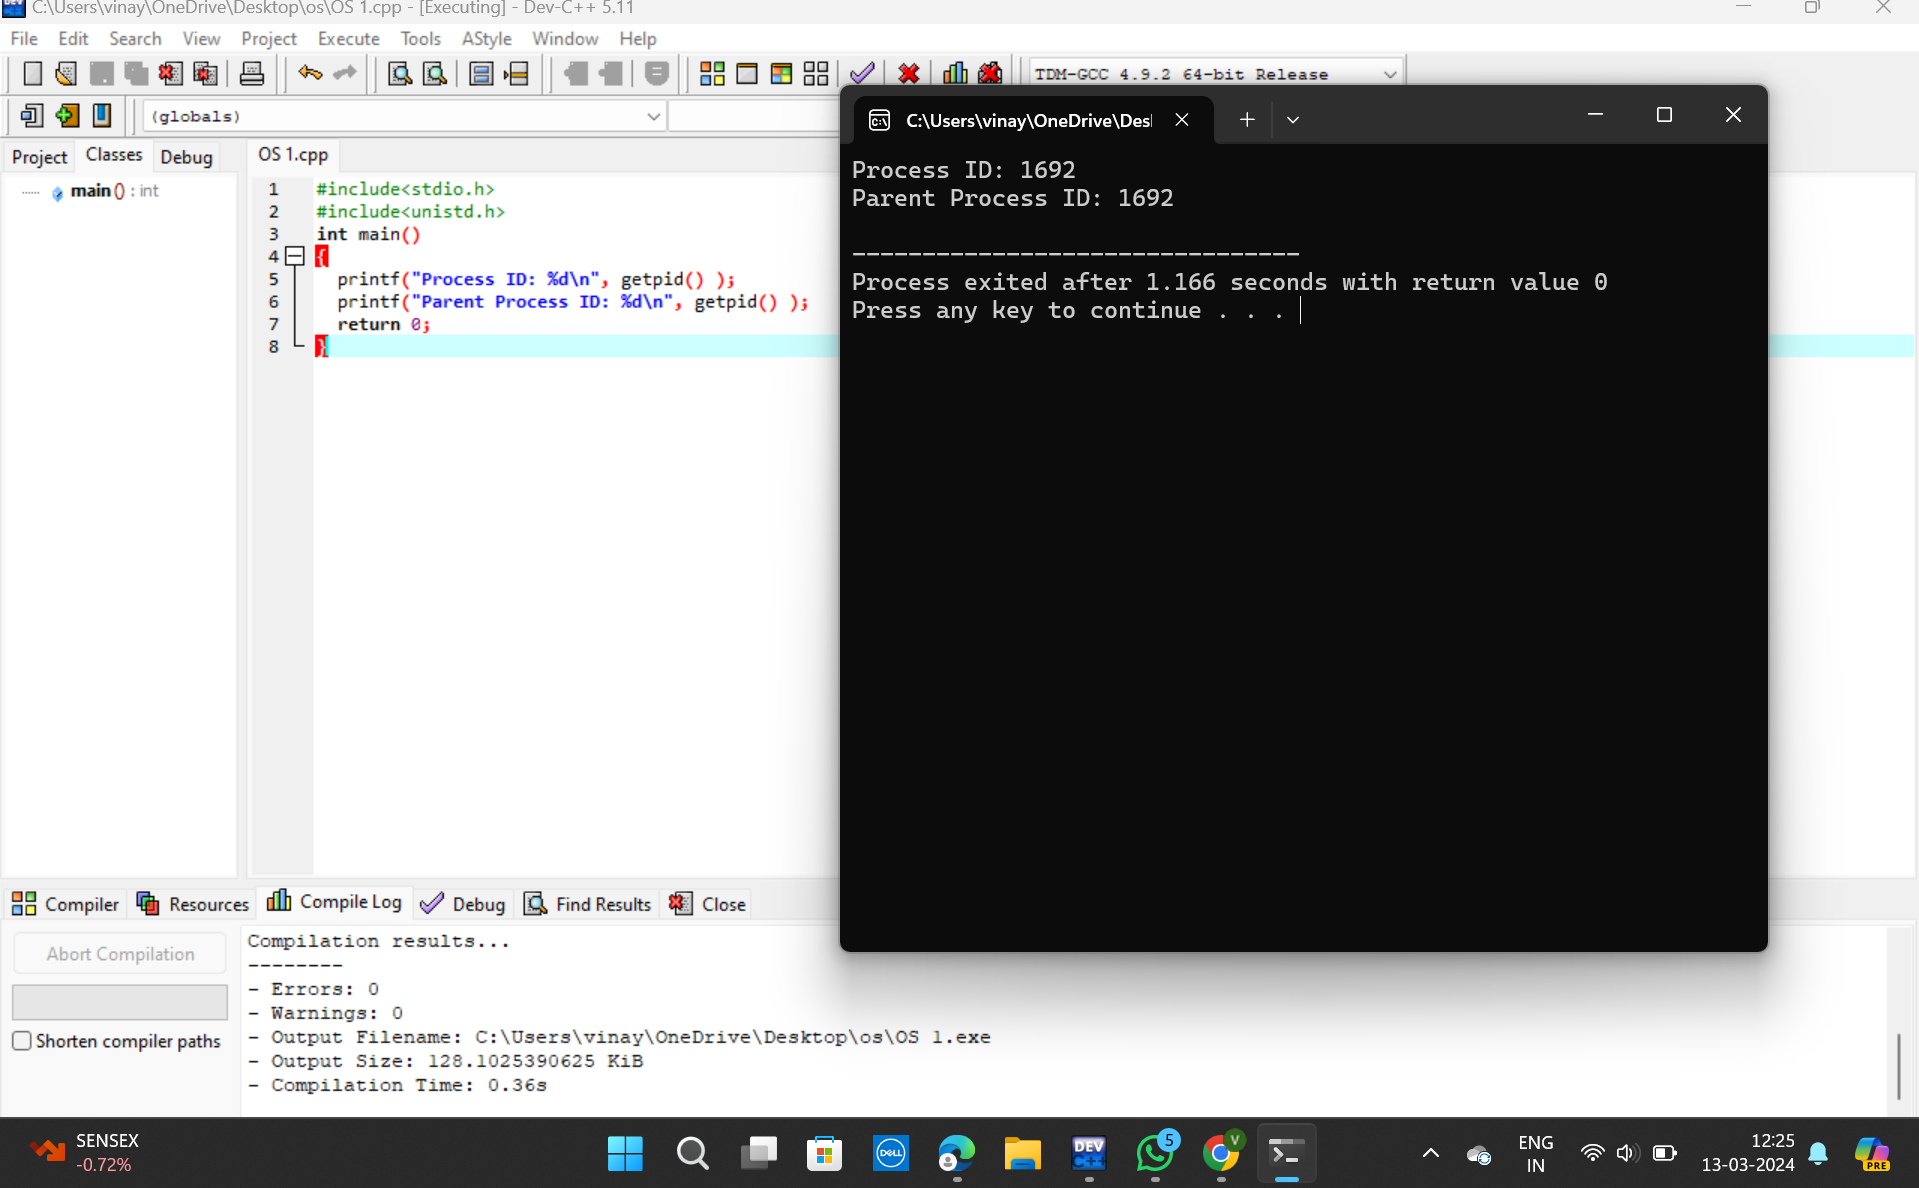 C:\Users\vinay\OneDrive\Desktop\os\OS 1.cpp - [Executing] - Dev-C++ 5.11
File Edit Search View Project Execute Tools AStyle Window Help
TDM-GCC 4.9.2 64-bit Release
(globals)
Project Classes Debug
OS 1.cpp
main () : int
1 #include<stdio.h>
2 #include<unistd.h>
3 int main()
4 {
5 printf("Process ID: %d\n", getpid() );
6 printf("Parent Process ID: %d\n", getpid() );
7 return 0;
8 }
C:\Users\vinay\OneDrive\Des
Process ID: 1692
Parent Process ID: 1692
--------------------------------
Process exited after 1.166 seconds with return value 0
Press any key to continue . . .
Compiler Resources Compile Log Debug Find Results Close
Abort Compilation
Shorten compiler paths
Compilation results...
--------
- Errors: 0
- Warnings: 0
- Output Filename: C:\Users\vinay\OneDrive\Desktop\os\OS 1.exe
- Output Size: 128.1025390625 KiB
- Compilation Time: 0.36s
SENSEX
-0.72%
DELL
DEV
C++
5
V
ENG
IN
12:25
13-03-2024
PRE